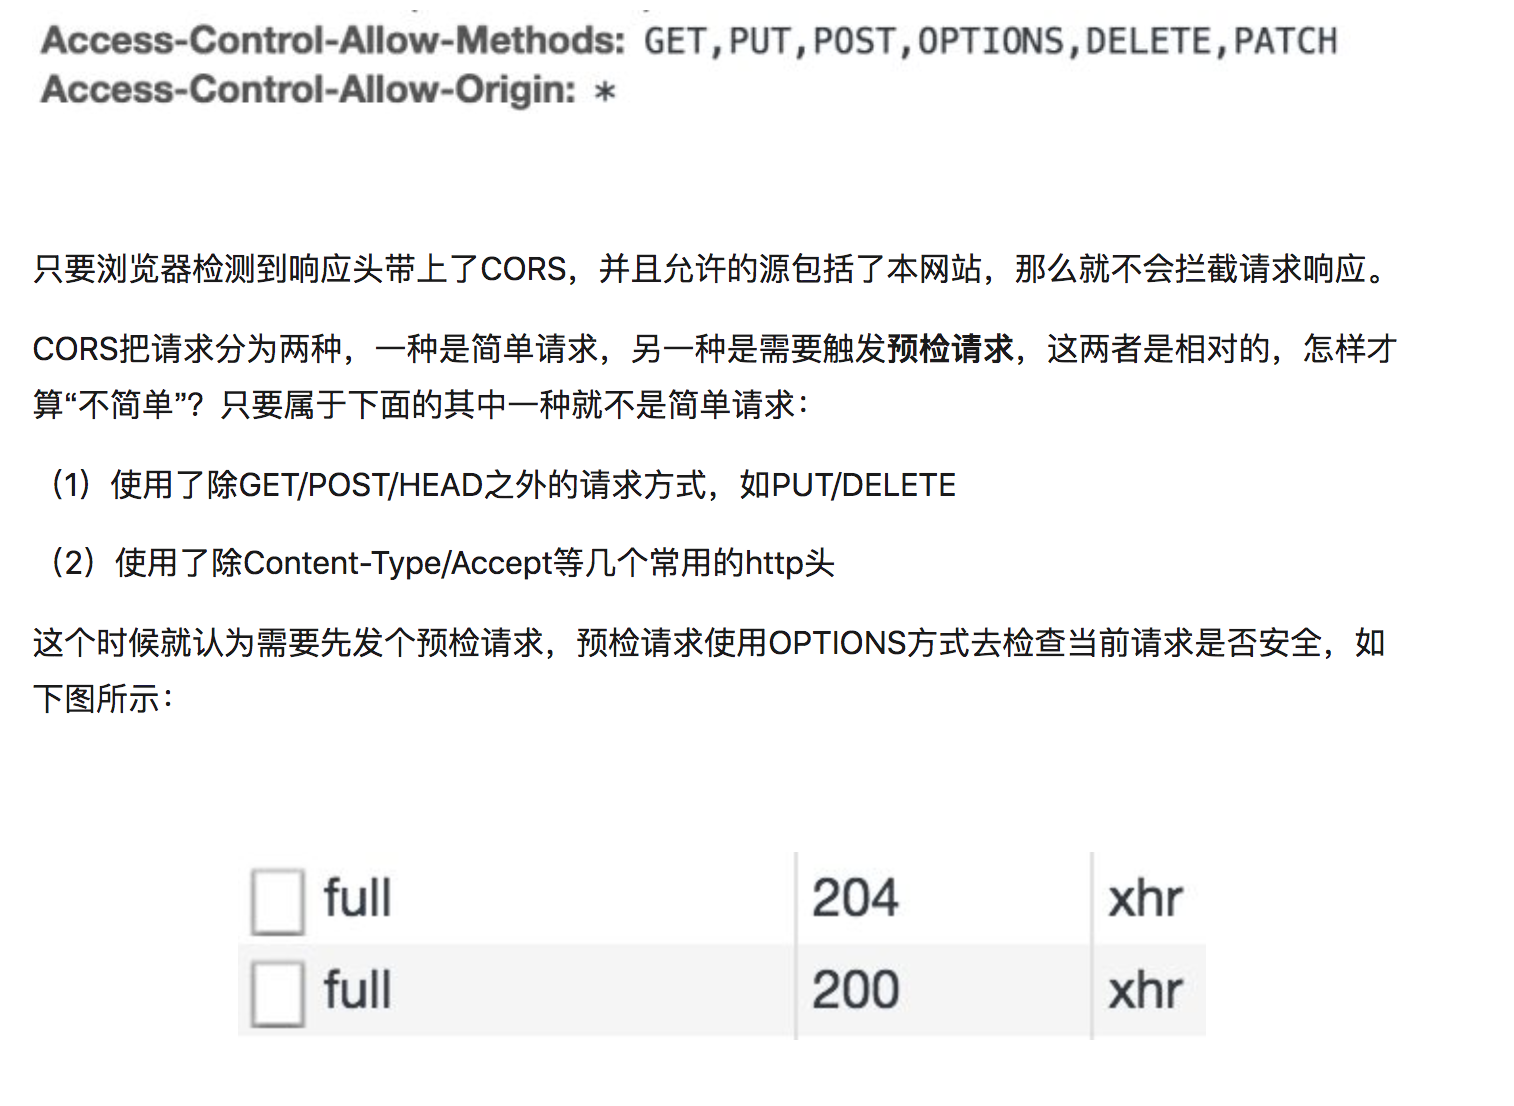 Access-Control-Allow-Methods: GET,PUT,POST,OPTIONS,DELETE,PATCH
Access-Control-Allow-Origin: *
只要浏览器检测到响应头带上了CORS，并且允许的源包括了本网站，那么就不会拦截请求响应。
CORS把请求分为两种，一种是简单请求，另一种是需要触发预检请求，这两者是相对的，怎样才
算“不简单”？只要属于下面的其中一种就不是简单请求：
（1）使用了除GET/POST/HEAD之外的请求方式，如PUT/DELETE
（2）使用了除Content-Type/Accept等几个常用的http头
这个时候就认为需要先发个预检请求，预检请求使用OPTIONS方式去检查当前请求是否安全，如
下图所示：
full 204 xhr
full 200 xhr